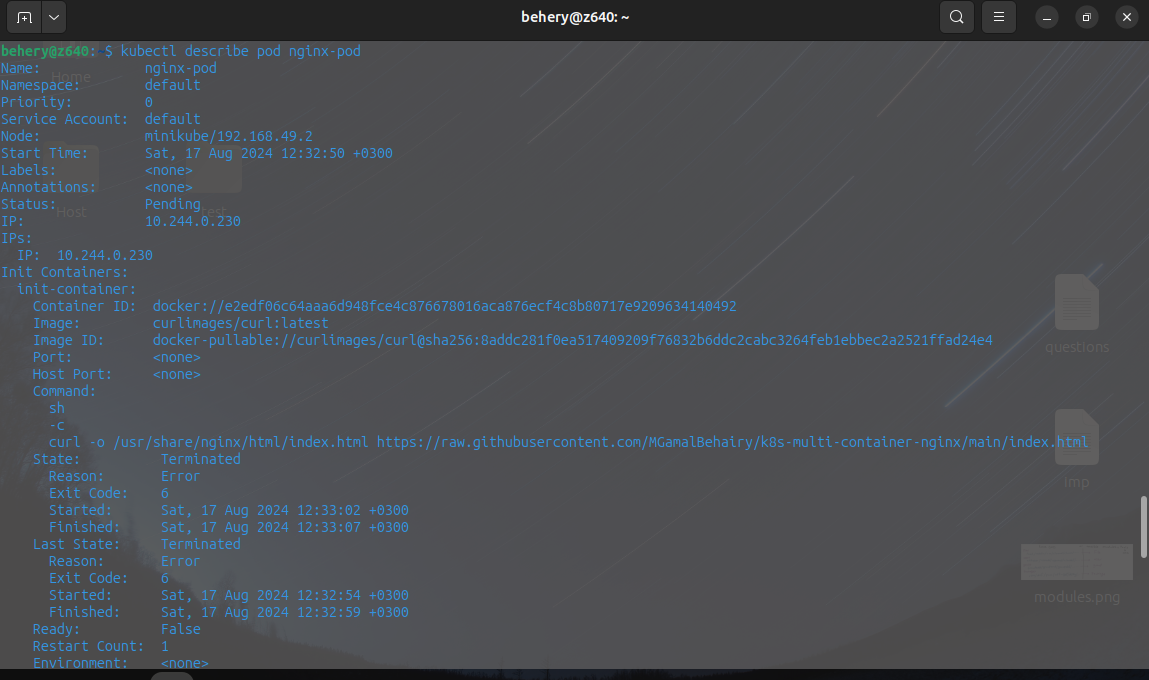 behery@z640: ~
behery@z640:~$ kubectl describe pod nginx-pod
Name:             nginx-pod
Home
Namespace:        default
Priority:         0
Service Account:  default
Node:             minikube/192.168.49.2
Start Time:       Sat, 17 Aug 2024 12:32:50 +0300
Labels:           <none>
Annotations:      <none>
Status:           Pending
Host
test
IP:               10.244.0.230
IPs:
  IP:  10.244.0.230
Init Containers:
  init-container:
    Container ID:  docker://e2edf06c64aaa6d948fce4c876678016aca876ecf4c8b80717e9209634140492
    Image:         curlimages/curl:latest
    Image ID:      docker-pullable://curlimages/curl@sha256:8addc281f0ea517409209f76832b6ddc2cabc3264feb1ebbec2a2521ffad24e4
    Port:          <none>
questions
    Host Port:     <none>
    Command:
      sh
      -c
      curl -o /usr/share/nginx/html/index.html https://raw.githubusercontent.com/MGamalBehairy/k8s-multi-container-nginx/main/index.html
    State:          Terminated
      Reason:       Error
imp
      Exit Code:    6
      Started:      Sat, 17 Aug 2024 12:33:02 +0300
      Finished:     Sat, 17 Aug 2024 12:33:07 +0300
    Last State:     Terminated
      Reason:       Error
      Exit Code:    6
      Started:      Sat, 17 Aug 2024 12:32:54 +0300
modules.png
      Finished:     Sat, 17 Aug 2024 12:32:59 +0300
    Ready:          False
    Restart Count:  1
    Environment:    <none>